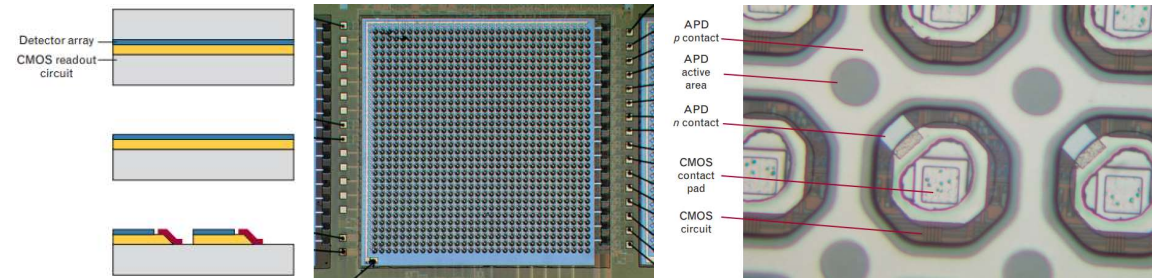 Detector array
CMOS readout
circuit
APD
p contact
APD
active
area
APD
n contact
CMOS
contact
pad
CMOS
circuit